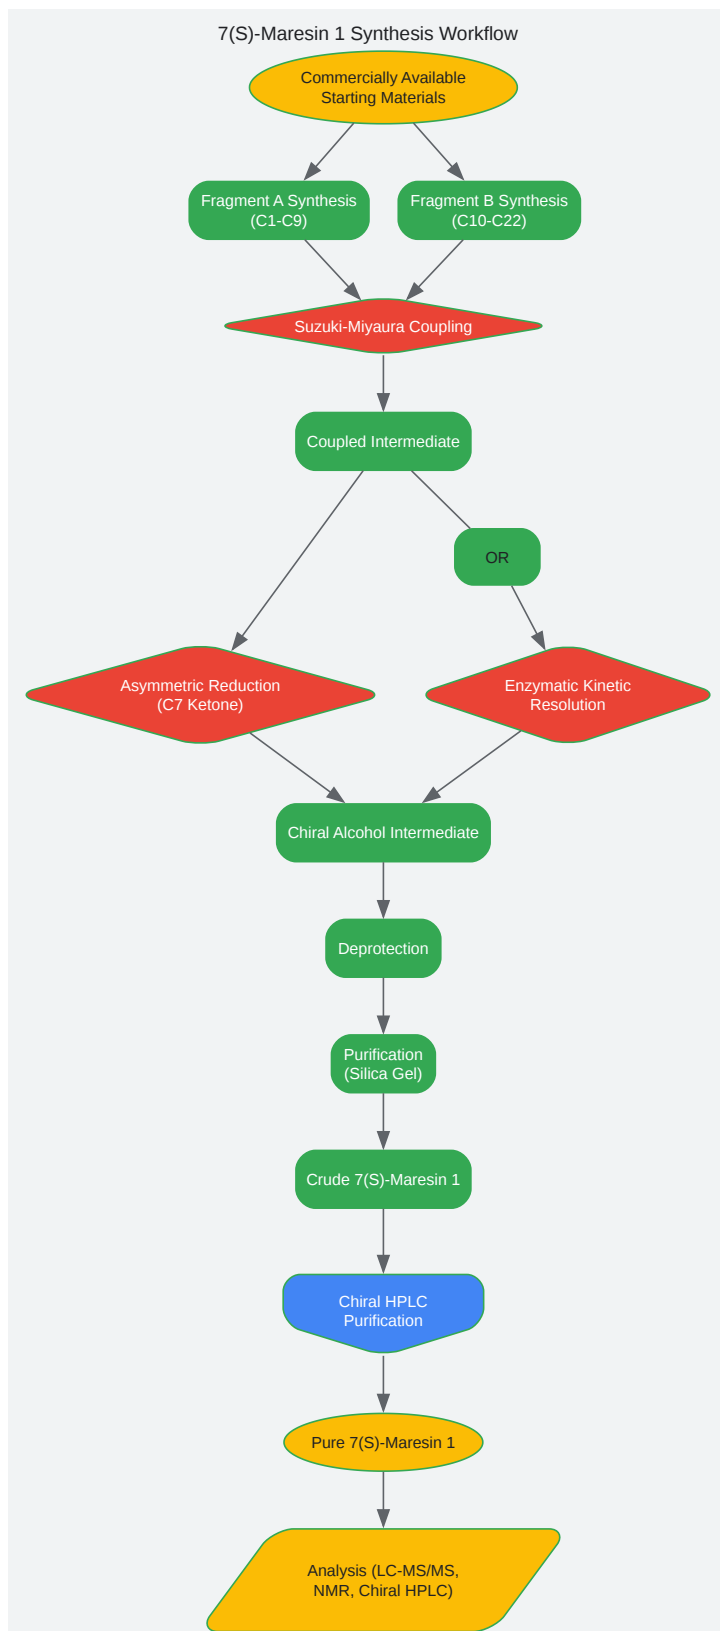 7(S)-Maresin 1 Synthesis Workflow
Commercially Available
Starting Materials
Fragment A Synthesis
(C1-C9)
Fragment B Synthesis
(C10-C22)
Suzuki-Miyaura Coupling
Coupled Intermediate
OR
Asymmetric Reduction
(C7 Ketone)
Enzymatic Kinetic
Resolution
Chiral Alcohol Intermediate
Deprotection
Purification
(Silica Gel)
Crude 7(S)-Maresin 1
Chiral HPLC
Purification
Pure 7(S)-Maresin 1
Analysis (LC-MS/MS,
NMR, Chiral HPLC)